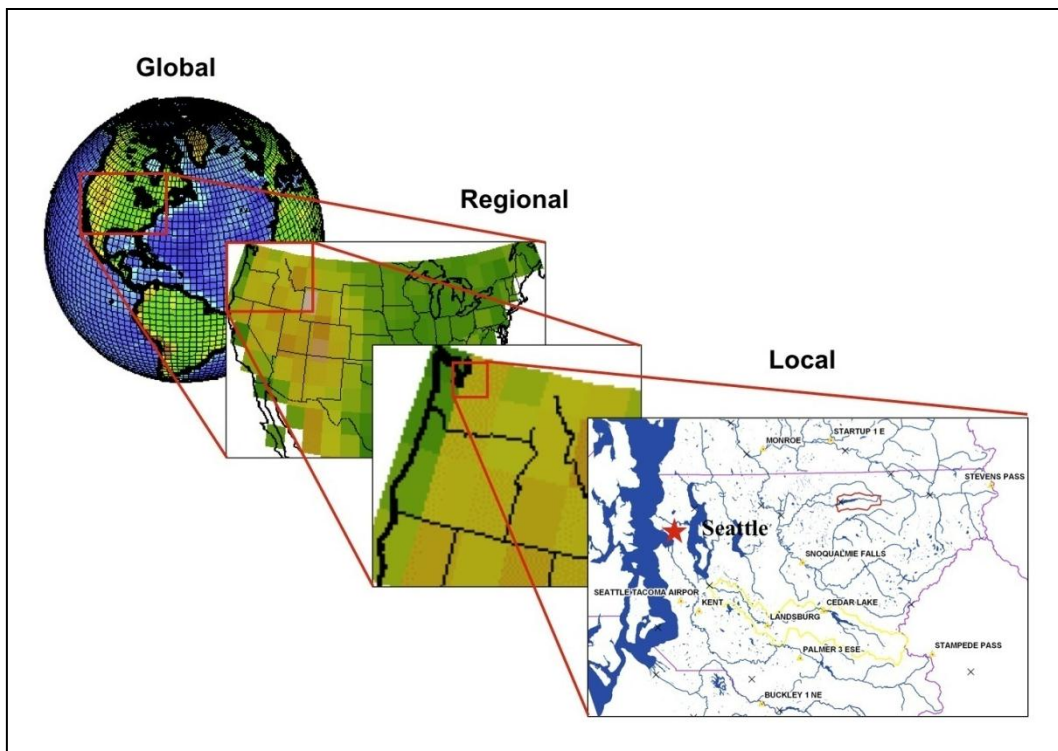 Global
Regional
Local
STARTUP 1 E
MONROE
STEVENS PASS
Seattle
SNOQUALMIE FALLS
SEATTLE TACOMA AIRPOR
KENT
CEDAR LAKE
LANDSBURG
PALMER 3 ESE
STAMPEDE PASS
BUCKLEY 1 NE